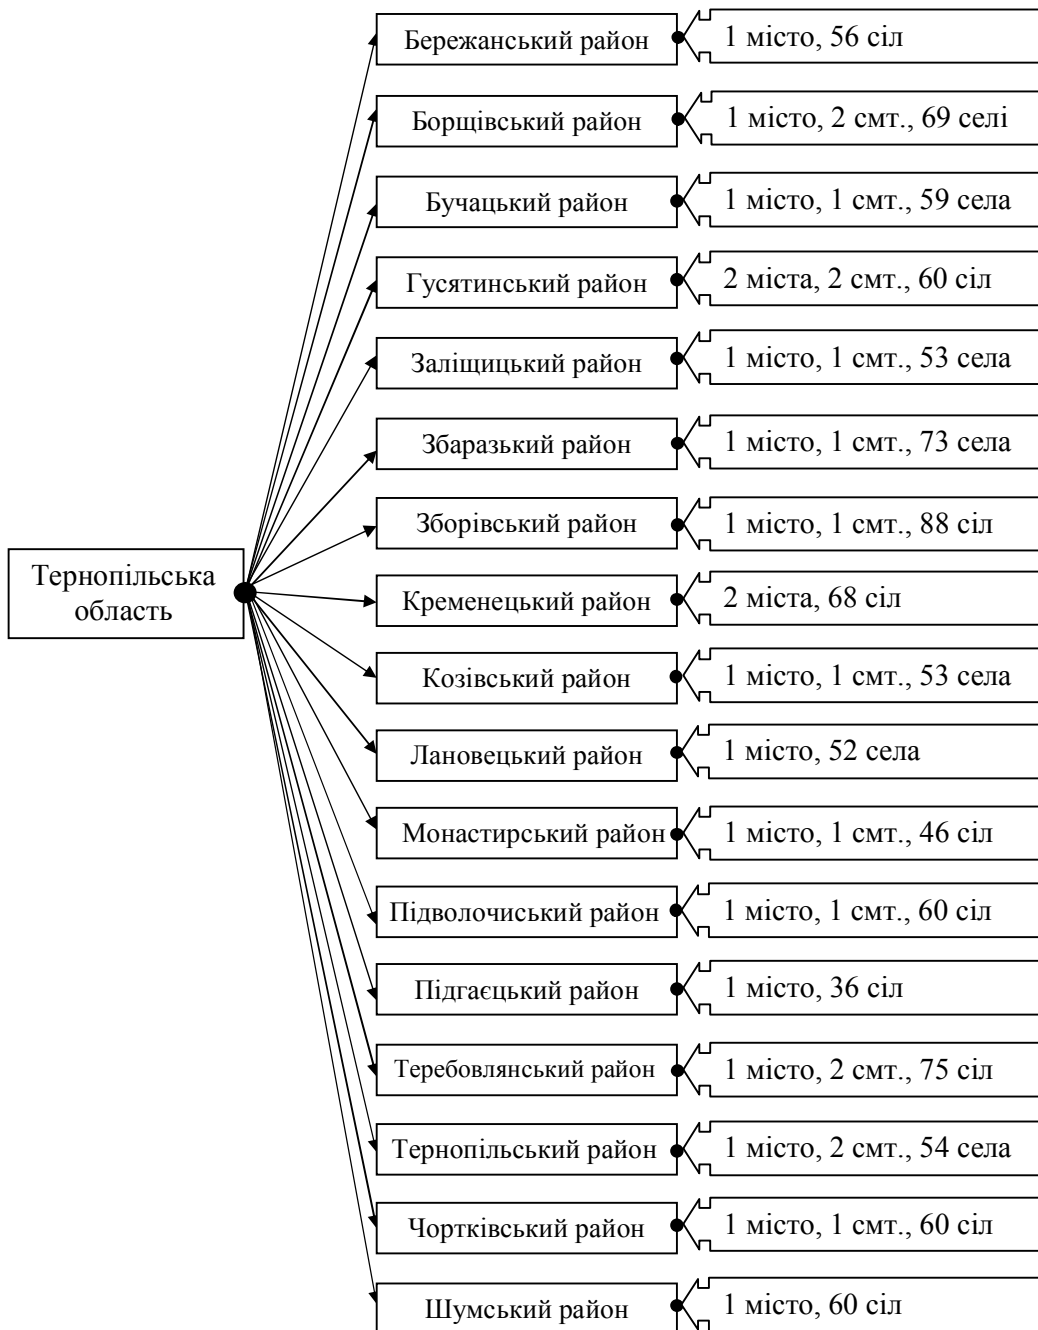 Бережанський район
1 місто, 56 сіл
Борщівський район
1 місто, 2 смт., 69 селі
Бучацький район
1 місто, 1 смт., 59 села
Гусятинський район
2 міста, 2 смт., 60 сіл
Заліщицький район
1 місто, 1 смт., 53 села
Збаразький район
1 місто, 1 смт., 73 села
Зборівський район
1 місто, 1 смт., 88 сіл
Тернопільська
область
Кременецький район
2 міста, 68 сіл
Козівський район
1 місто, 1 смт., 53 села
Лановецький район
1 місто, 52 села
Монастирський район
1 місто, 1 смт., 46 сіл
Підволочиський район
1 місто, 1 смт., 60 сіл
Підгаєцький район
1 місто, 36 сіл
Теребовлянський район
1 місто, 2 смт., 75 сіл
Тернопільський район
1 місто, 2 смт., 54 села
Чортківський район
1 місто, 1 смт., 60 сіл
Шумський район
1 місто, 60 сіл